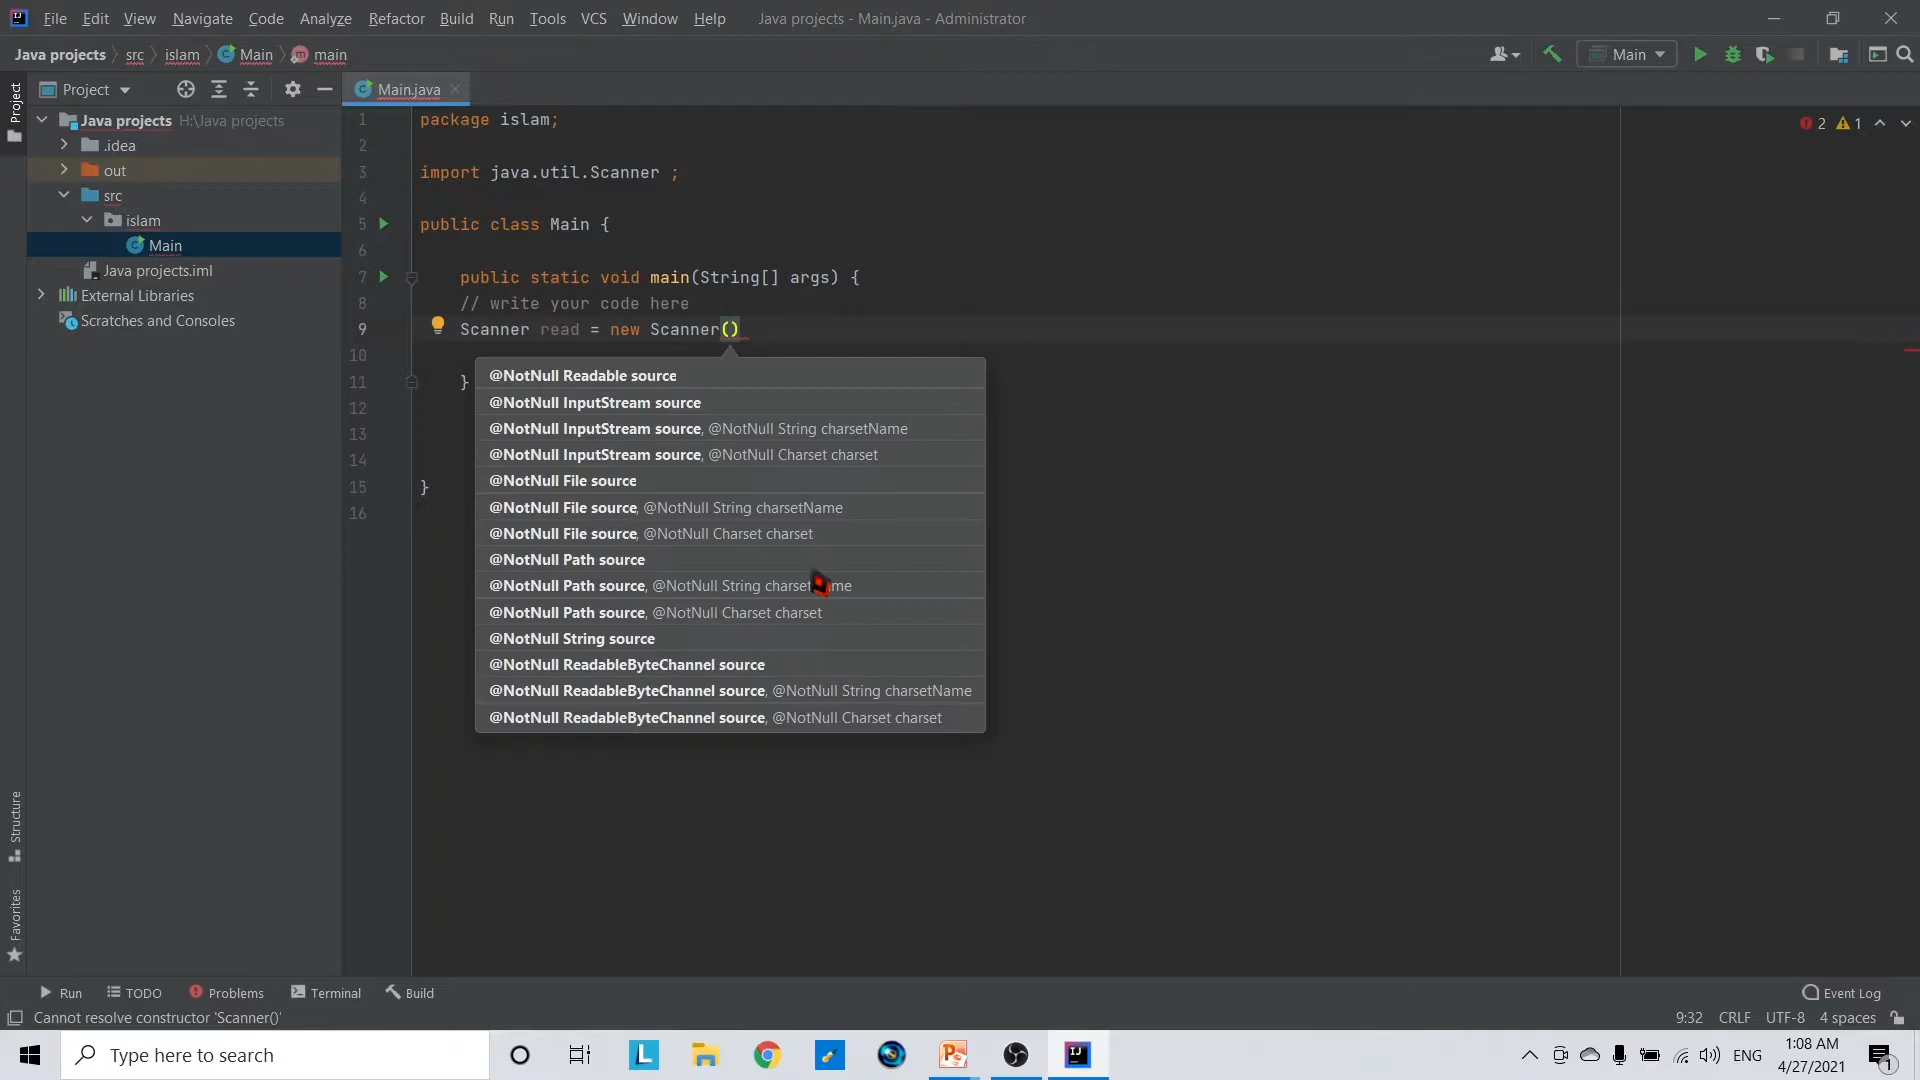 File Edit View Navigate Code Analyze Refactor Build Run Tools VCS Window Help Java projects - Main.java - Administrator
Java projects src islam Main main Main
Project Main.java
Project
Java projects H:\Java projects
.idea
out
src
islam
Main
Java projects.iml
External Libraries
Scratches and Consoles
1 package islam;
2
3 import java.util.Scanner ;
4
5 public class Main {
6
7 public static void main(String[] args) {
8 // write your code here
9 Scanner read = new Scanner()
10
11 }
12
13
14
15 }
16
2 1
@NotNull Readable source
@NotNull InputStream source
@NotNull InputStream source, @NotNull String charsetName
@NotNull InputStream source, @NotNull Charset charset
@NotNull File source
@NotNull File source, @NotNull String charsetName
@NotNull File source, @NotNull Charset charset
@NotNull Path source
@NotNull Path source, @NotNull String charset me
@NotNull Path source, @NotNull Charset charset
@NotNull String source
@NotNull ReadableByteChannel source
@NotNull ReadableByteChannel source, @NotNull String charsetName
@NotNull ReadableByteChannel source, @NotNull Charset charset
Structure
Favorites
Run TODO Problems Terminal Build Event Log
Cannot resolve constructor 'Scanner()' 9:32 CRLF UTF-8 4 spaces
Type here to search L ENG 1:08 AM
4/27/2021 1